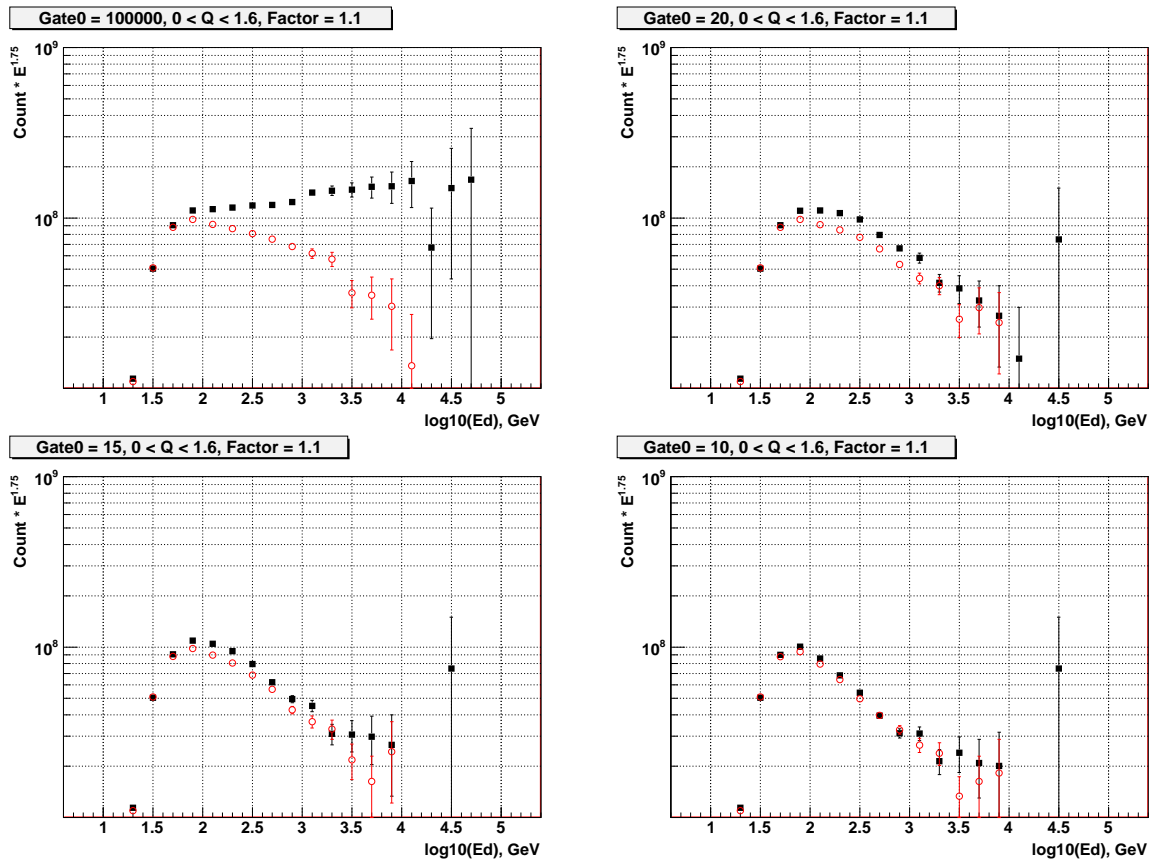 Gate0 = 100000, 0 < Q < 1.6, Factor = 1.1
Count * E^1.75
10^9
10^8
1 1.5 2 2.5 3 3.5 4 4.5 5
log10(Ed), GeV
Gate0 = 20, 0 < Q < 1.6, Factor = 1.1
Count * E^1.75
10^9
10^8
1 1.5 2 2.5 3 3.5 4 4.5 5
log10(Ed), GeV
Gate0 = 15, 0 < Q < 1.6, Factor = 1.1
Count * E^1.75
10^9
10^8
1 1.5 2 2.5 3 3.5 4 4.5 5
log10(Ed), GeV
Gate0 = 10, 0 < Q < 1.6, Factor = 1.1
Count * E^1.75
10^9
10^8
1 1.5 2 2.5 3 3.5 4 4.5 5
log10(Ed), GeV